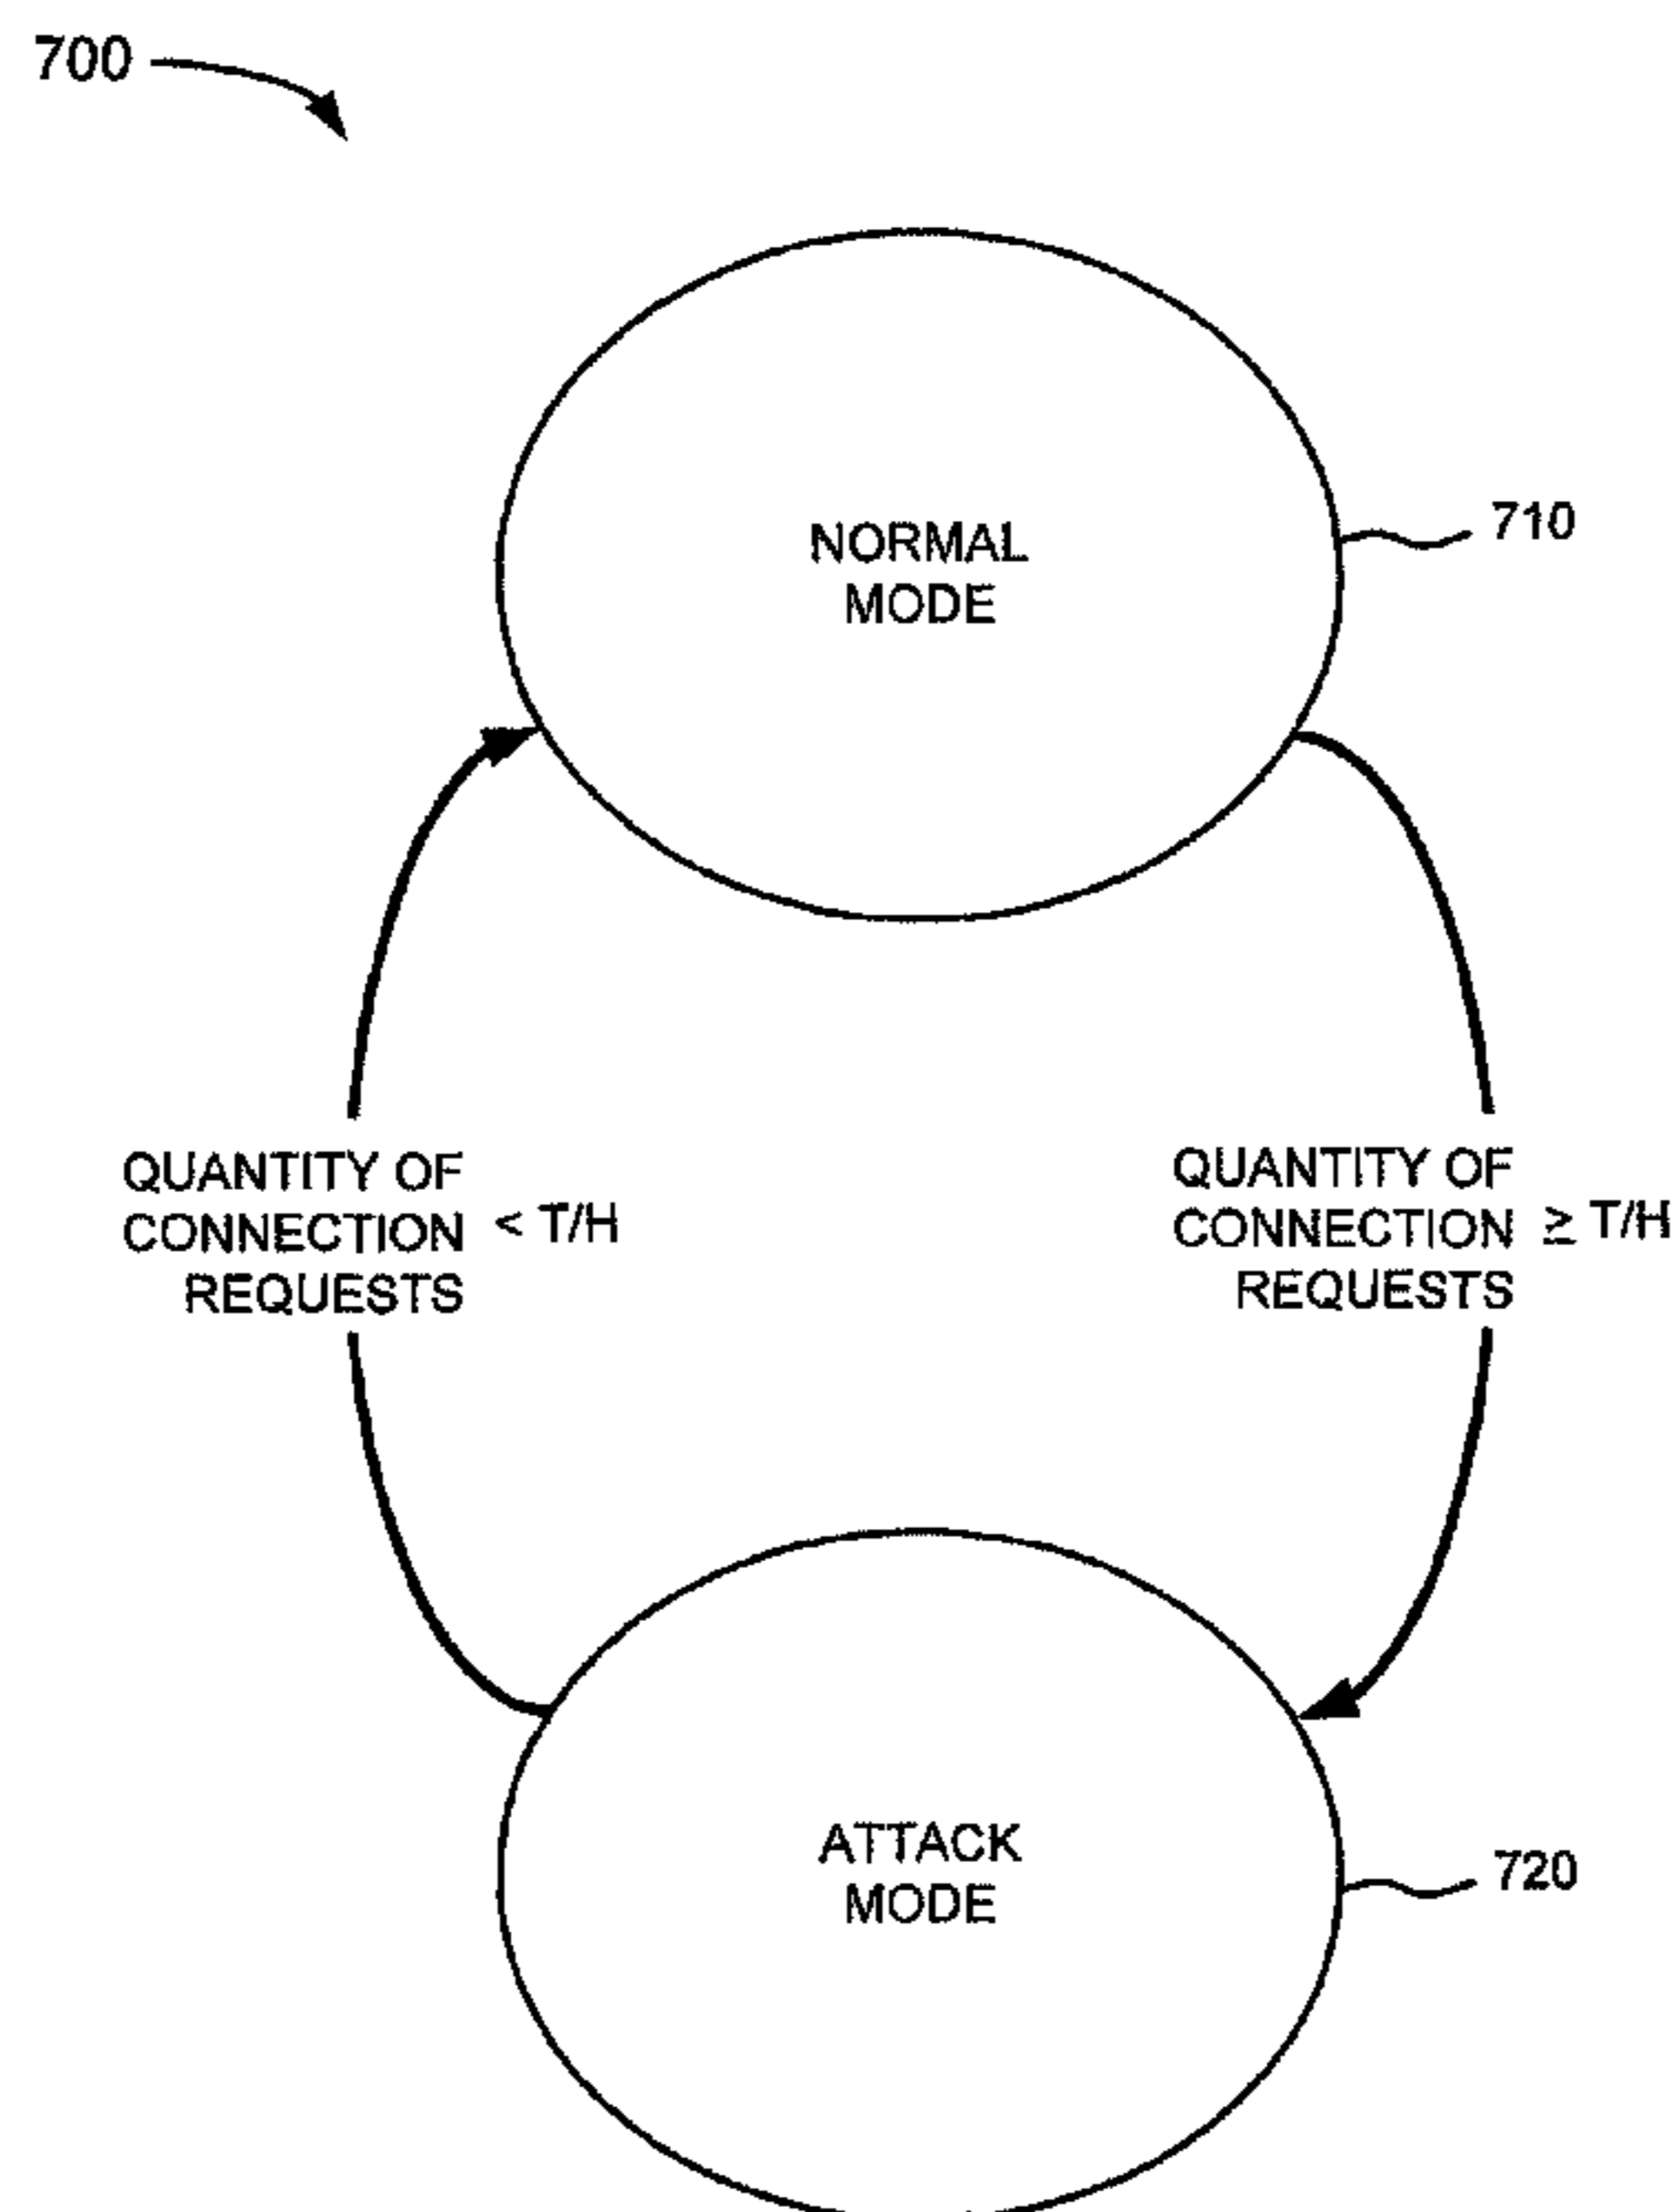 700
NORMAL
MODE
710
QUANTITY OF
CONNECTION < T/H
REQUESTS
QUANTITY OF
CONNECTION ≥ T/H
REQUESTS
ATTACK
MODE
720